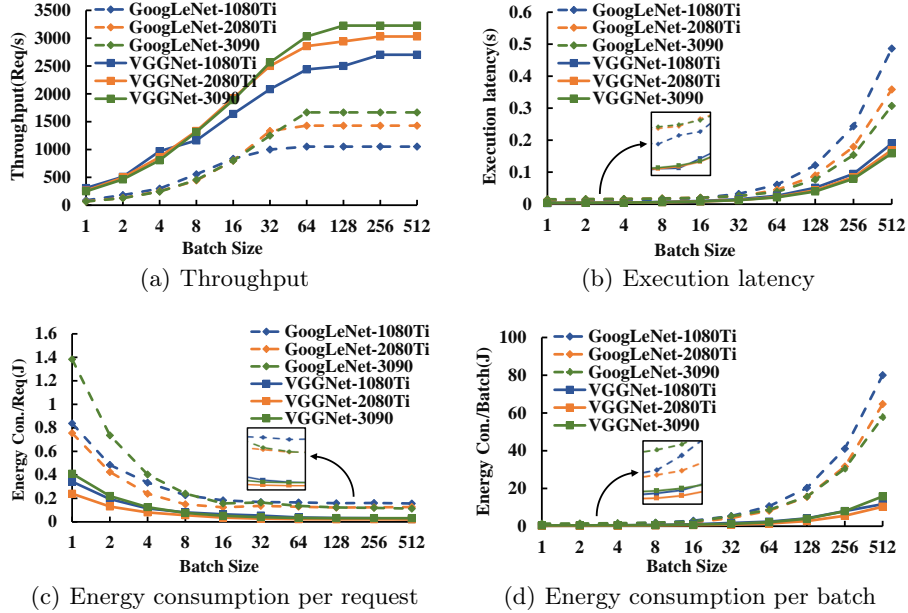 GoogLeNet-1080Ti
GoogLeNet-2080Ti
GoogLeNet-3090
VGGNet-1080Ti
VGGNet-2080Ti
VGGNet-3090
Throughput(Req/s)
3500
3000
2500
2000
1500
1000
500
0
1 2 4 8 16 32 64 128 256 512
Batch Size
(a) Throughput
GoogLeNet-1080Ti
GoogLeNet-2080Ti
GoogLeNet-3090
VGGNet-1080Ti
VGGNet-2080Ti
VGGNet-3090
Execution latency(s)
0.6
0.5
0.4
0.3
0.2
0.1
0.0
1 2 4 8 16 32 64 128 256 512
Batch Size
(b) Execution latency
GoogLeNet-1080Ti
GoogLeNet-2080Ti
GoogLeNet-3090
VGGNet-1080Ti
VGGNet-2080Ti
VGGNet-3090
Energy Con./Req(J)
1.6
1.4
1.2
1
0.8
0.6
0.4
0.2
0
1 2 4 8 16 32 64 128 256 512
Batch Size
(c) Energy consumption per request
GoogLeNet-1080Ti
GoogLeNet-2080Ti
GoogLeNet-3090
VGGNet-1080Ti
VGGNet-2080Ti
VGGNet-3090
Energy Con./Batch(J)
100
80
60
40
20
0
1 2 4 8 16 32 64 128 256 512
Batch Size
(d) Energy consumption per batch